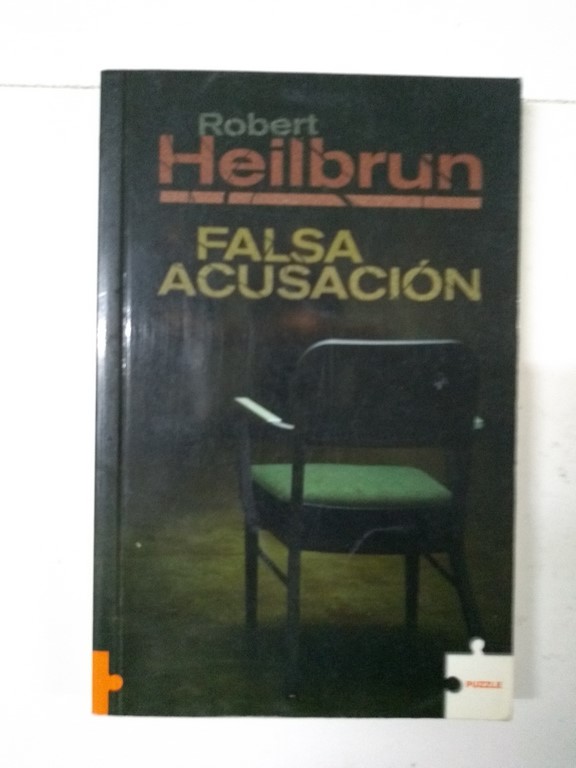 Robert
Heilbrun
FALSA
ACUSACIÓN
PUZZLE